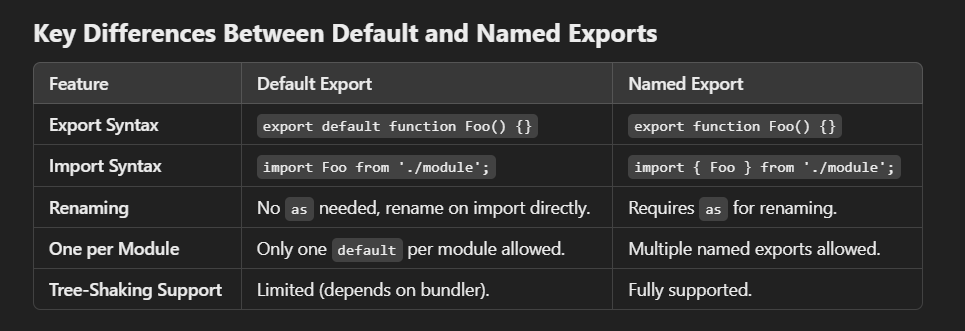 Key Differences Between Default and Named Exports
Feature Default Export Named Export
Export Syntax export default function Foo() {} export function Foo() {}
Import Syntax import Foo from './module'; import { Foo } from './module';
Renaming No as needed, rename on import directly. Requires as for renaming.
One per Module Only one default per module allowed. Multiple named exports allowed.
Tree-Shaking Support Limited (depends on bundler). Fully supported.